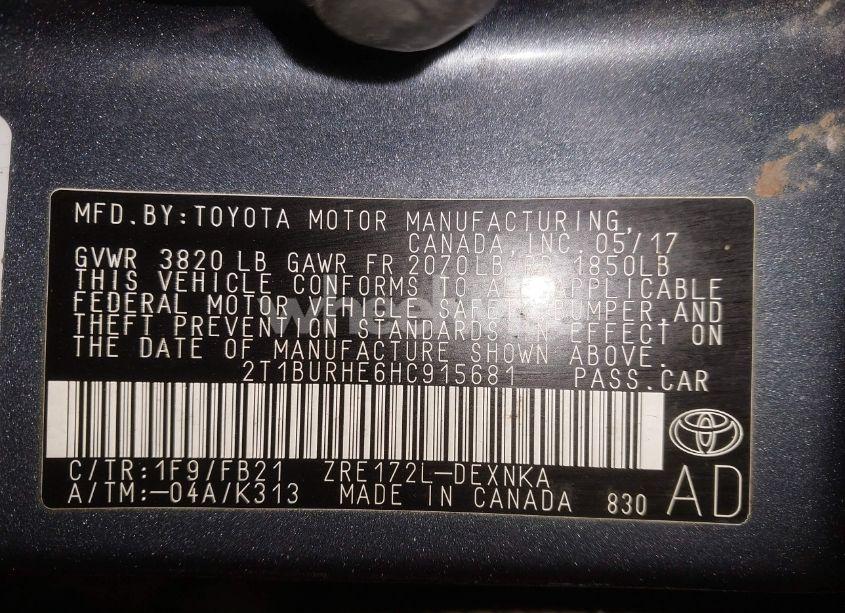 MFD.BY:TOYOTA MOTOR MANUFACTURING,
CANADA, INC. 05/17
GVWR 3820 LB GAWR FR 2070LB RR 1850LB
THIS VEHICLE CONFORMS TO ALL APPLICABLE
FEDERAL MOTOR VEHICLE SAFETY, BUMPER, AND
THEFT PREVENTION STANDARDS IN EFFECT ON
THE DATE OF MANUFACTURE SHOWN ABOVE.
2T1BURHE6HC915681 PASS.CAR
C/TR:1F9/FB21 ZRE172L-DEXNKA
A/TM:-04A/K313 MADE IN CANADA 830 AD